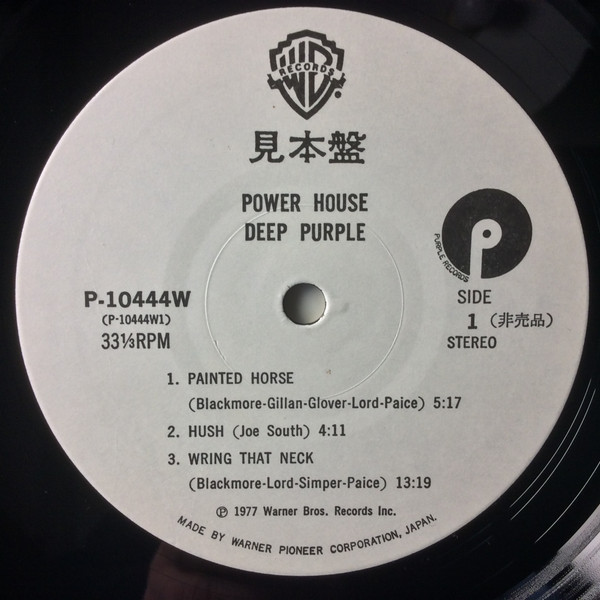 WB
RECORDS
見本盤
POWER HOUSE
DEEP PURPLE
PURPLE RECORDS
P-10444W
(P-10444W1)
33⅓RPM
SIDE
1 (非売品)
STEREO
1. PAINTED HORSE
(Blackmore-Gillan-Glover-Lord-Paice) 5:17
2. HUSH (Joe South) 4:11
3. WRING THAT NECK
(Blackmore-Lord-Simper-Paice) 13:19
℗ 1977 Warner Bros. Records Inc.
MADE BY WARNER PIONEER CORPORATION, JAPAN.